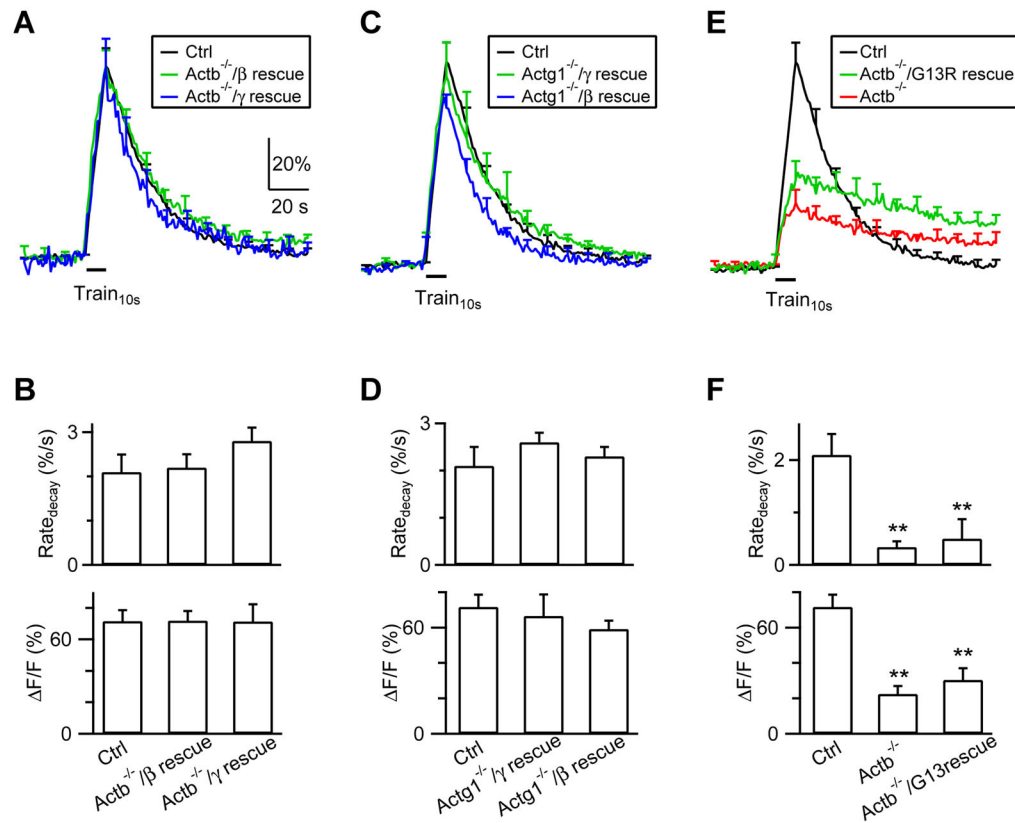 A
Ctrl
Actb⁻/⁻/β rescue
Actb⁻/⁻/γ rescue
20%
20 s
Train10s
C
Ctrl
Actg1⁻/⁻/γ rescue
Actg1⁻/⁻/β rescue
Train10s
E
Ctrl
Actb⁻/⁻/G13R rescue
Actb⁻/⁻
Train10s
B
Ratedecay (%/s)
3
0
ΔF/F (%)
60
0
Ctrl
Actb⁻/⁻/β rescue
Actb⁻/⁻/γ rescue
D
Ratedecay (%/s)
3
0
ΔF/F (%)
60
0
Ctrl
Actg1⁻/⁻/γ rescue
Actg1⁻/⁻/β rescue
F
Ratedecay (%/s)
2
0
**
**
ΔF/F (%)
60
0
**
**
Ctrl
Actb⁻/⁻
Actb⁻/⁻/G13rescue